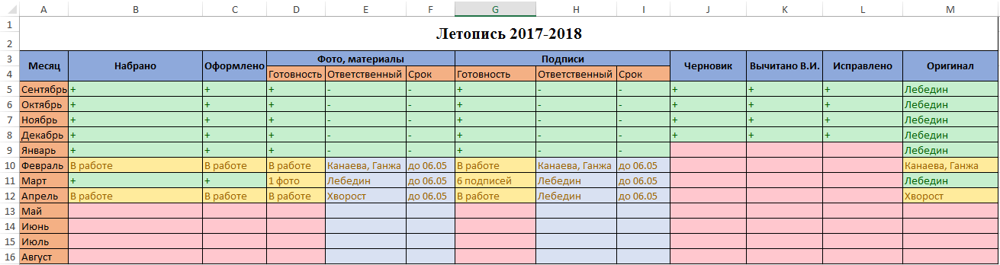 A B C D E F G H I J K L M
1 Летопись 2017-2018
2
3 Месяц Набрано Оформлено Фото, материалы Подписи Черновик Вычитано В.И. Исправлено Оригинал
4 Готовность Ответственный Срок Готовность Ответственный Срок
5 Сентябрь + + + - - + - - + + + Лебедин
6 Октябрь + + + - - + - - + + + Лебедин
7 Ноябрь + + + - - + - - + + + Лебедин
8 Декабрь + + + - - + - - + + + Лебедин
9 Январь + + + - - + - - Лебедин
10 Февраль В работе В работе В работе Канаева, Ганжа до 06.05 В работе Канаева, Ганжа до 06.05 Канаева, Ганжа
11 Март + + 1 фото Лебедин до 06.05 6 подписей Лебедин до 06.05 Лебедин
12 Апрель В работе В работе В работе Хворост до 06.05 В работе Лебедин до 06.05 Хворост
13 Май
14 Июнь
15 Июль
16 Август